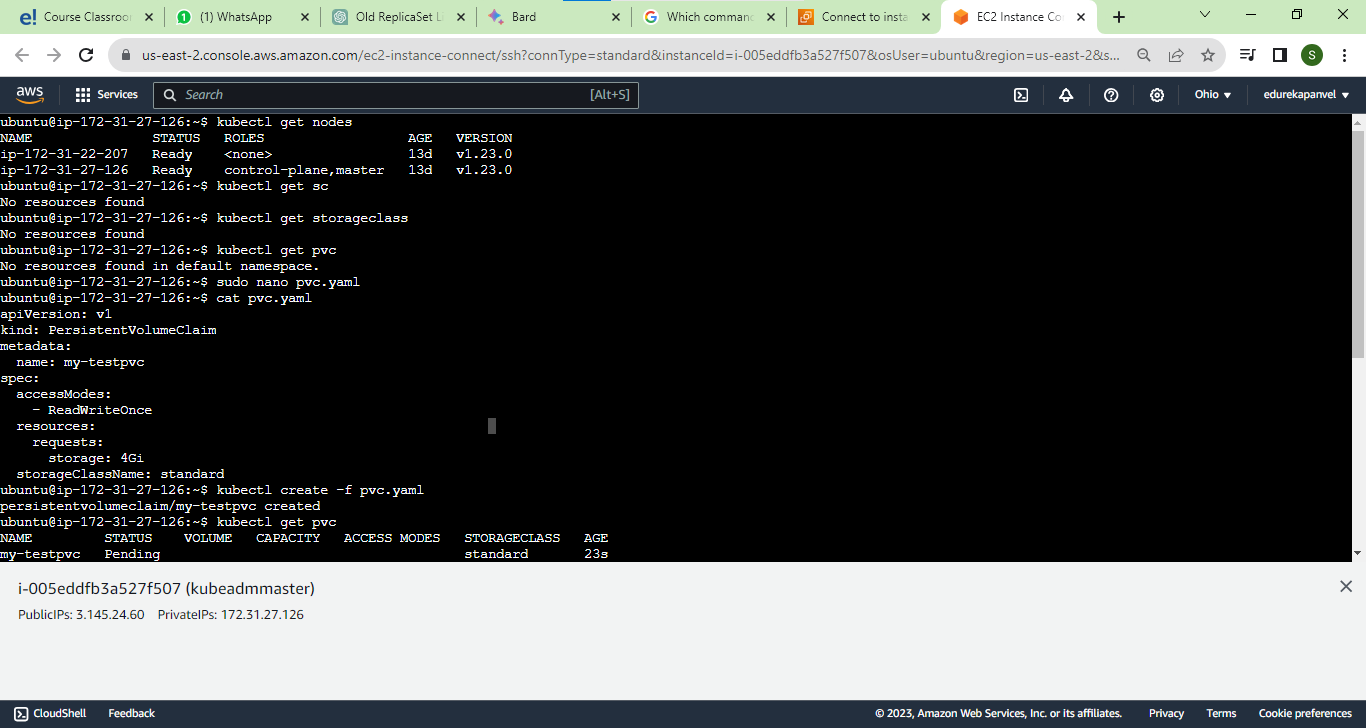 Course Classroor
(1) WhatsApp
Old ReplicaSet Li
Bard
Which comman
Connect to insta
EC2 Instance Co
us-east-2.console.aws.amazon.com/ec2-instance-connect/ssh?connType=standard&instanceId=i-005eddfb3a527f507&osUser=ubuntu&region=us-east-2&s...
S
aws
Services
Search
[Alt+S]
Ohio
edurekapanvel
ubuntu@ip-172-31-27-126:~$ kubectl get nodes
NAME STATUS ROLES AGE VERSION
ip-172-31-22-207 Ready <none> 13d v1.23.0
ip-172-31-27-126 Ready control-plane,master 13d v1.23.0
ubuntu@ip-172-31-27-126:~$ kubectl get sc
No resources found
ubuntu@ip-172-31-27-126:~$ kubectl get storageclass
No resources found
ubuntu@ip-172-31-27-126:~$ kubectl get pvc
No resources found in default namespace.
ubuntu@ip-172-31-27-126:~$ sudo nano pvc.yaml
ubuntu@ip-172-31-27-126:~$ cat pvc.yaml
apiVersion: v1
kind: PersistentVolumeClaim
metadata:
  name: my-testpvc
spec:
  accessModes:
    - ReadWriteOnce
  resources:
    requests:
      storage: 4Gi
  storageClassName: standard
ubuntu@ip-172-31-27-126:~$ kubectl create -f pvc.yaml
persistentvolumeclaim/my-testpvc created
ubuntu@ip-172-31-27-126:~$ kubectl get pvc
NAME STATUS VOLUME CAPACITY ACCESS MODES STORAGECLASS AGE
my-testpvc Pending standard 23s
i-005eddfb3a527f507 (kubeadmmaster)
PublicIPs: 3.145.24.60 PrivateIPs: 172.31.27.126
CloudShell
Feedback
© 2023, Amazon Web Services, Inc. or its affiliates.
Privacy
Terms
Cookie preferences